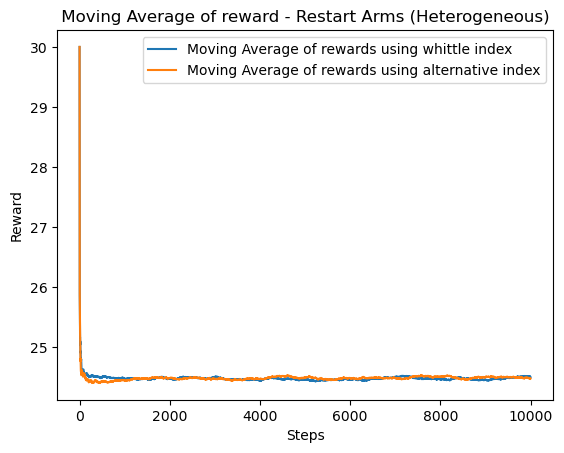 Moving Average of reward - Restart Arms (Heterogeneous)
Moving Average of rewards using whittle index
Moving Average of rewards using alternative index
Reward
30
29
28
27
26
25
0 2000 4000 6000 8000 10000
Steps